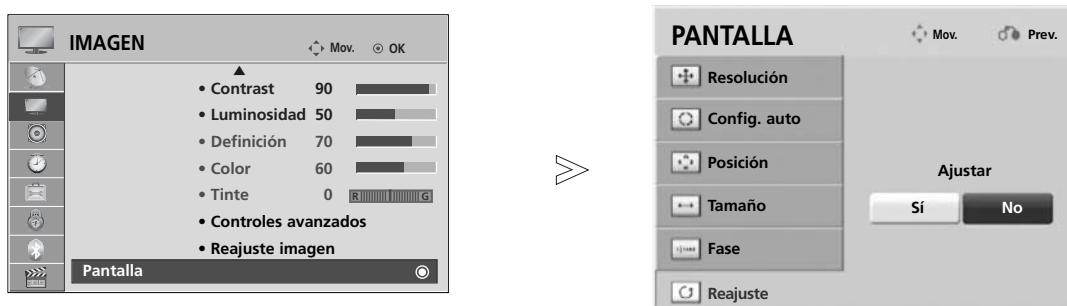 IMAGEN
Mov.
OK
• Contrast 90
• Luminosidad 50
• Definición 70
• Color 60
• Tinte 0 R G
• Controles avanzados
• Reajuste imagen
Pantalla
PANTALLA
Mov.
Prev.
Resolución
Config. auto
Posición
Tamaño
Fase
Reajuste
Ajustar
Sí
No